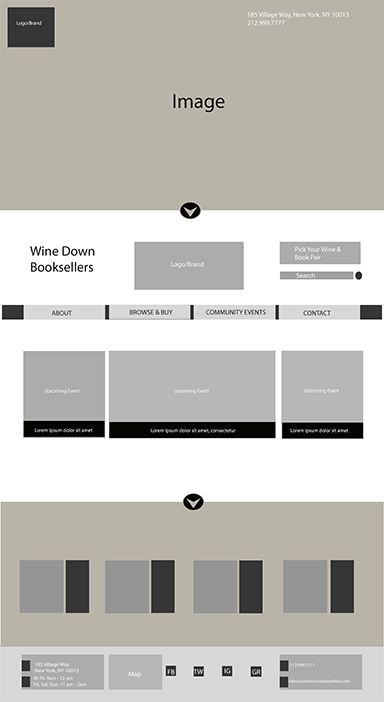 Logo/Brand
185 Village Way, New York, NY 10013
212.999.7777
Image
Wine Down
Booksellers
Logo/Brand
Pick Your Wine &
Book Pair
Search
ABOUT
BROWSE & BUY
COMMUNITY EVENTS
CONTACT
Upcoming Event
Upcoming Event
Upcoming Event
Lorem ipsum dolor sit amet
Lorem ipsum dolor sit amet, consectetur
Lorem ipsum dolor sit amet
185 Village Way
New York, NY 10013
M-Th: 9am - 12 am
Fri, Sat, Sun: 11 am - 2am
Map
FB
TW
IG
GR
212.999.7777
info@winedownbooksellers.com